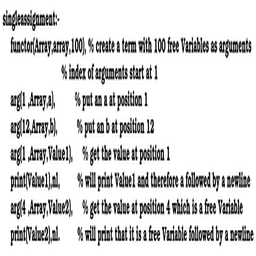 singleassignment:-
functor(Array,array,100), % create a term with 100 free Variables as arguments
% index of arguments start at 1
arg(1 ,Array,a), % put an a at position 1
arg(12,Array,b), % put an b at position 12
arg(1 ,Array,Value1), % get the value at position 1
print(Value1),nl, % will print Value1 and therefore a followed by a newline
arg(4 ,Array,Value2), % get the value at position 4 which is a free Variable
print(Value2),nl. % will print that it is a free Variable followed by a newline